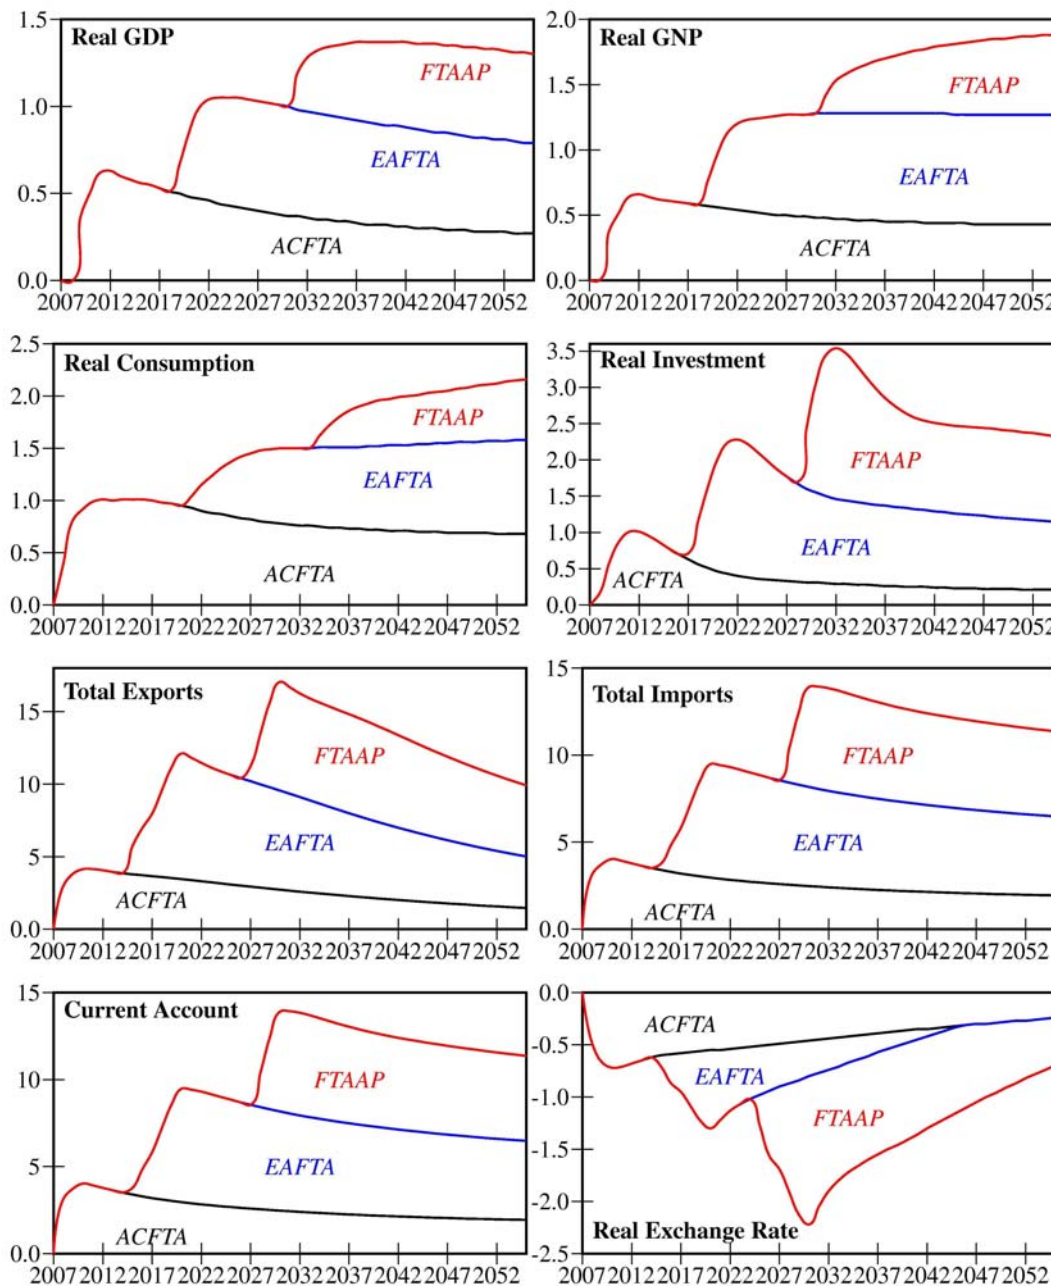 Real GDP
1.5
1.0
0.5
0.0
FTAAP
EAFTA
ACFTA
2007 2012 2017 2022 2027 2032 2037 2042 2047 2052
Real GNP
2.0
1.5
1.0
0.5
0.0
FTAAP
EAFTA
ACFTA
2007 2012 2017 2022 2027 2032 2037 2042 2047 2052
Real Consumption
2.5
2.0
1.5
1.0
0.5
0.0
FTAAP
EAFTA
ACFTA
2007 2012 2017 2022 2027 2032 2037 2042 2047 2052
Real Investment
3.5
3.0
2.5
2.0
1.5
1.0
0.5
0.0
FTAAP
EAFTA
ACFTA
2007 2012 2017 2022 2027 2032 2037 2042 2047 2052
Total Exports
15
10
5
0.0
FTAAP
EAFTA
ACFTA
2007 2012 2017 2022 2027 2032 2037 2042 2047 2052
Total Imports
15
10
5
0.0
FTAAP
EAFTA
ACFTA
2007 2012 2017 2022 2027 2032 2037 2042 2047 2052
Current Account
15
10
5
0.0
FTAAP
EAFTA
ACFTA
2007 2012 2017 2022 2027 2032 2037 2042 2047 2052
0.0
-0.5
-1.0
-1.5
-2.0
-2.5
ACFTA
EAFTA
FTAAP
Real Exchange Rate
2007 2012 2017 2022 2027 2032 2037 2042 2047 2052